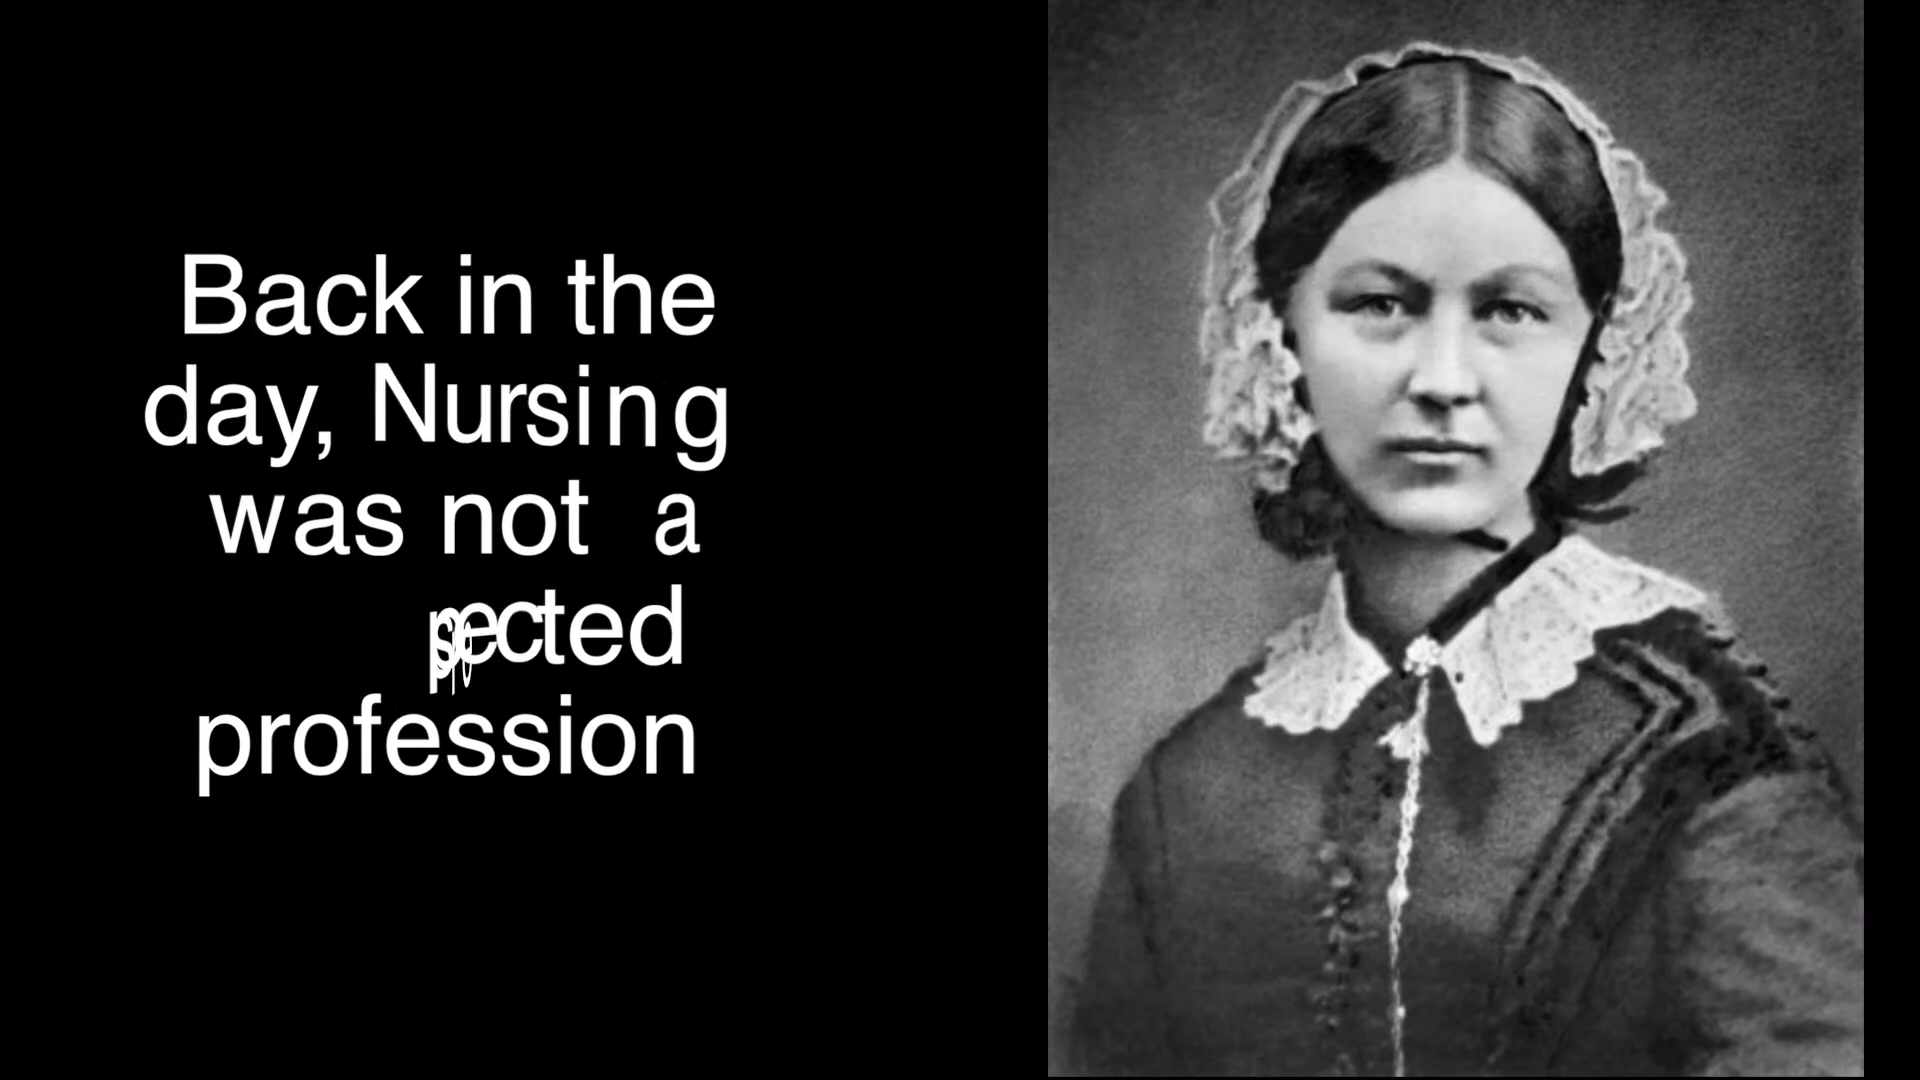 Back in the
day, Nursing
was not a
profession